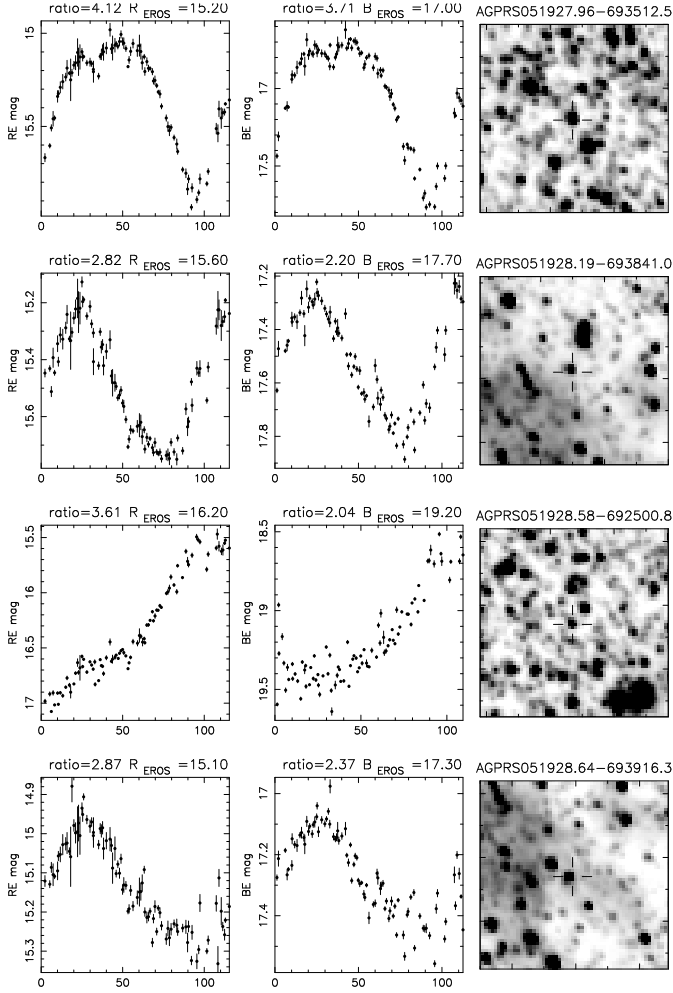 ratio=4.12 R EROS =15.20
ratio=3.71 B EROS =17.00
AGPRS051927.96−693512.5
RE mag
15
15.5
0 50 100
BE mag
17
17.5
0 50 100
ratio=2.82 R EROS =15.60
ratio=2.20 B EROS =17.70
AGPRS051928.19−693841.0
RE mag
15.2
15.4
15.6
0 50 100
BE mag
17.2
17.4
17.6
17.8
0 50 100
ratio=3.61 R EROS =16.20
ratio=2.04 B EROS =19.20
AGPRS051928.58−692500.8
RE mag
15.5
16
16.5
17
0 50 100
BE mag
18.5
19
19.5
0 50 100
ratio=2.87 R EROS =15.10
ratio=2.37 B EROS =17.30
AGPRS051928.64−693916.3
RE mag
14.9
15
15.1
15.2
15.3
0 50 100
BE mag
17
17.2
17.4
0 50 100